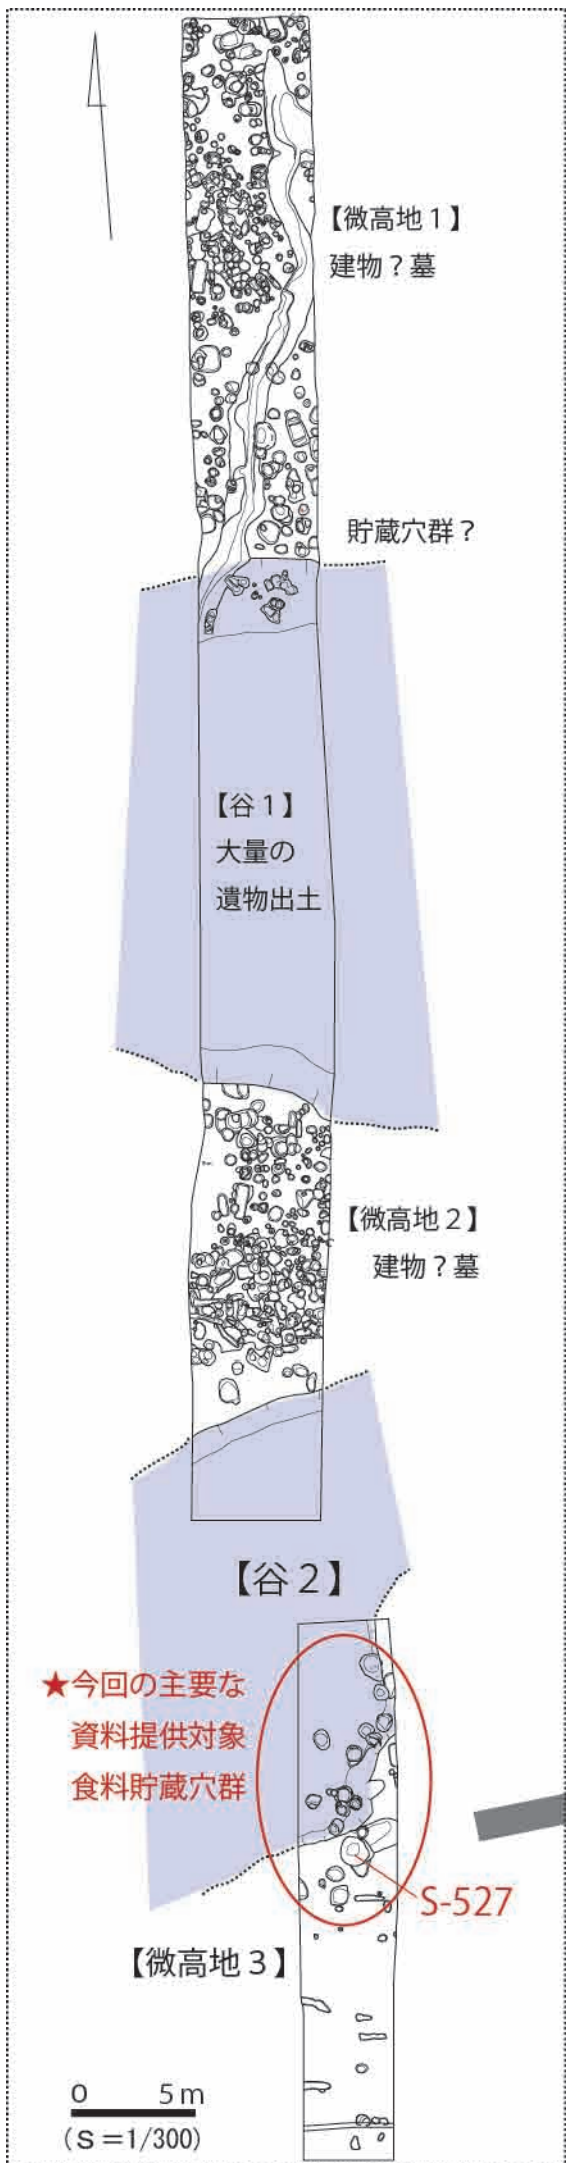 【微高地１】
建物？墓
貯蔵穴群？
【谷１】
大量の
遺物出土
【微高地２】
建物？墓
【谷２】
★今回の主要な
資料提供対象
食料貯蔵穴群
S-527
【微高地３】
0 5m
(S＝1/300)